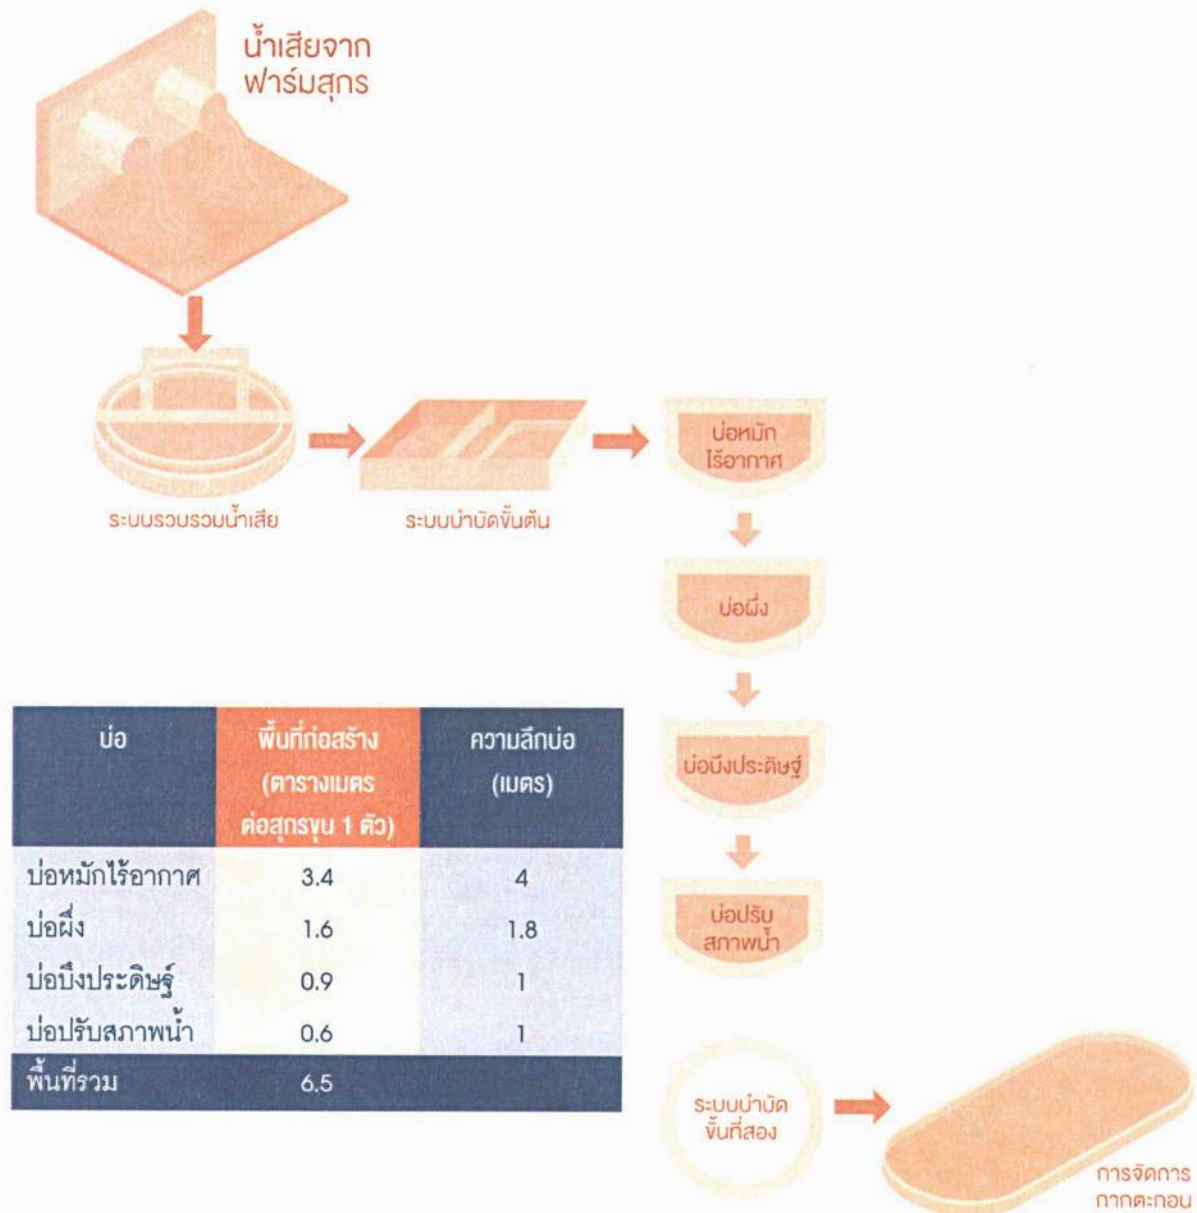 น้ำเสียจาก
ฟาร์มสุกร
ระบบรวบรวมน้ำเสีย
ระบบบำบัดขั้นต้น
บ่อหมัก
ไร้อากาศ
บ่อผึ่ง
บ่อบึงประดิษฐ์
บ่อปรับ
สภาพน้ำ
บ่อ พื้นที่ก่อสร้าง ความลึกบ่อ
(ตารางเมตร (เมตร)
ต่อสุกรขุน 1 ตัว)
บ่อหมักไร้อากาศ 3.4 4
บ่อผึ่ง 1.6 1.8
บ่อบึงประดิษฐ์ 0.9 1
บ่อปรับสภาพน้ำ 0.6 1
พื้นที่รวม 6.5
ระบบบำบัด
ขั้นที่สอง
การจัดการ
กากตะกอน